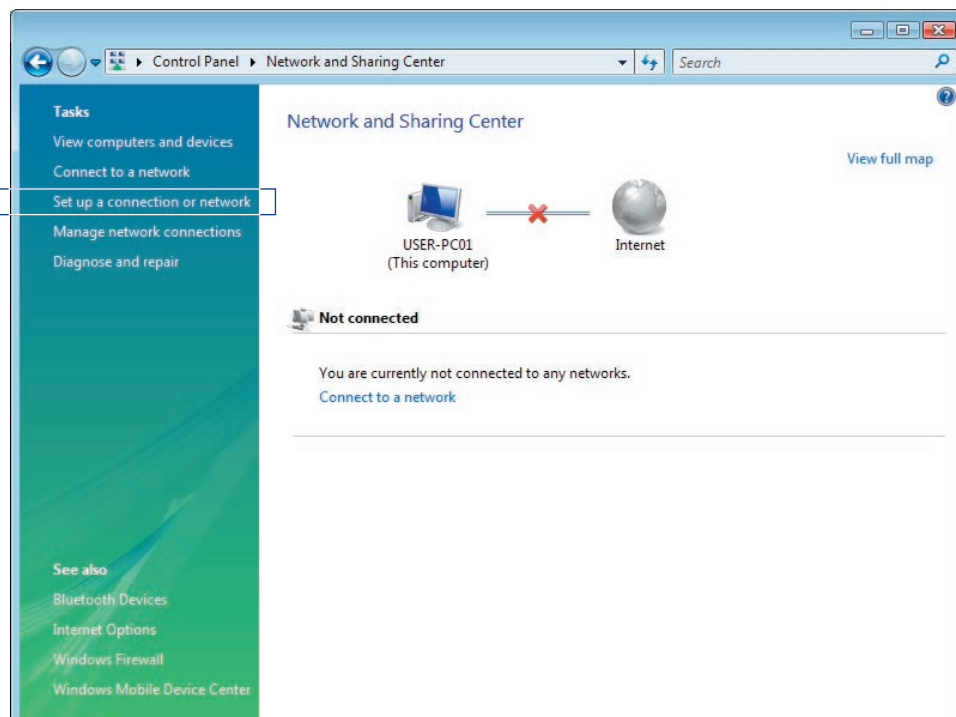 Control Panel Network and Sharing Center Search
Tasks
View computers and devices
Connect to a network
Set up a connection or network
Manage network connections
Diagnose and repair
See also
Bluetooth Devices
Internet Options
Windows Firewall
Windows Mobile Device Center
Network and Sharing Center
View full map
USER-PC01
(This computer)
Internet
Not connected
You are currently not connected to any networks.
Connect to a network